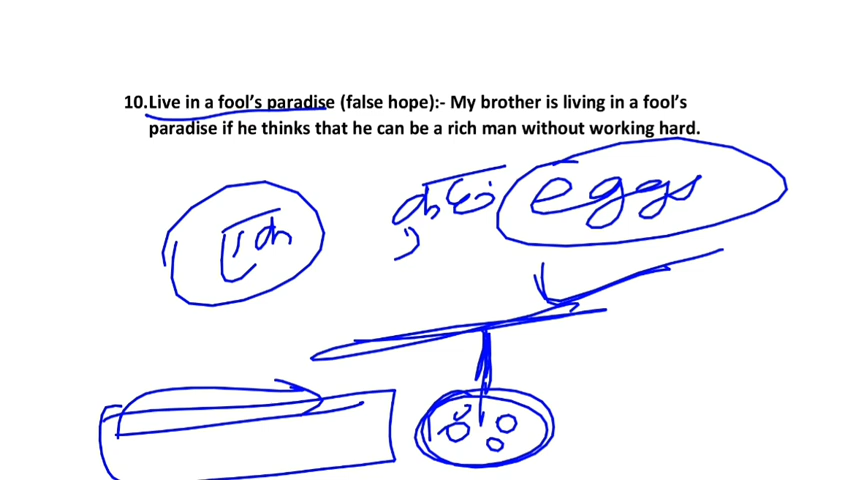 10.Live in a fool's paradise (false hope):- My brother is living in a fool's
paradise if he thinks that he can be a rich man without working hard.
eggs
एक